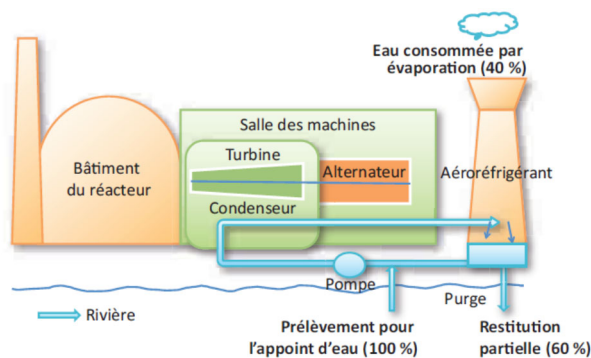 Eau consommée par
évaporation (40 %)
Salle des machines
Turbine
Alternateur
Condenseur
Bâtiment
du réacteur
Aéroréfrigérant
Pompe
Purge
Rivière
Prélèvement pour
l'appoint d'eau (100 %)
Restitution
partielle (60 %)